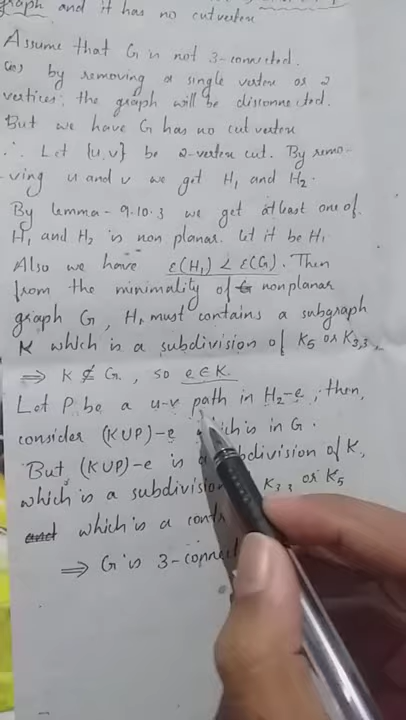 graph and it has no cutvertex
Assume that G is not 3-connected.
(or) by removing a single vertex or 2
vertices, the graph will be disconnected.
But we have G has no cut vertex
∴ Let {u,v} be 2-vertex cut. By remo-
-ving u and v we get H₁ and H₂.
By lemma-9.10.3 we get atleast one of
H₁ and H₂ is non planar. let it be H₁
Also we have ε(H₁) < ε(G). Then
from the minimality of nonplanar
graph G, H₁ must contains a subgraph
K which is a subdivision of K₅ or K₃,₃.
⇒ K ⊈ G, so e∈K.
Let P be a u-v path in H₂-e, then,
consider (K∪P)-e which is in G.
But (K∪P)-e is a subdivision of K,
which is a subdivision K₃,₃ or K₅
which is a contr
⇒ G is 3-connect